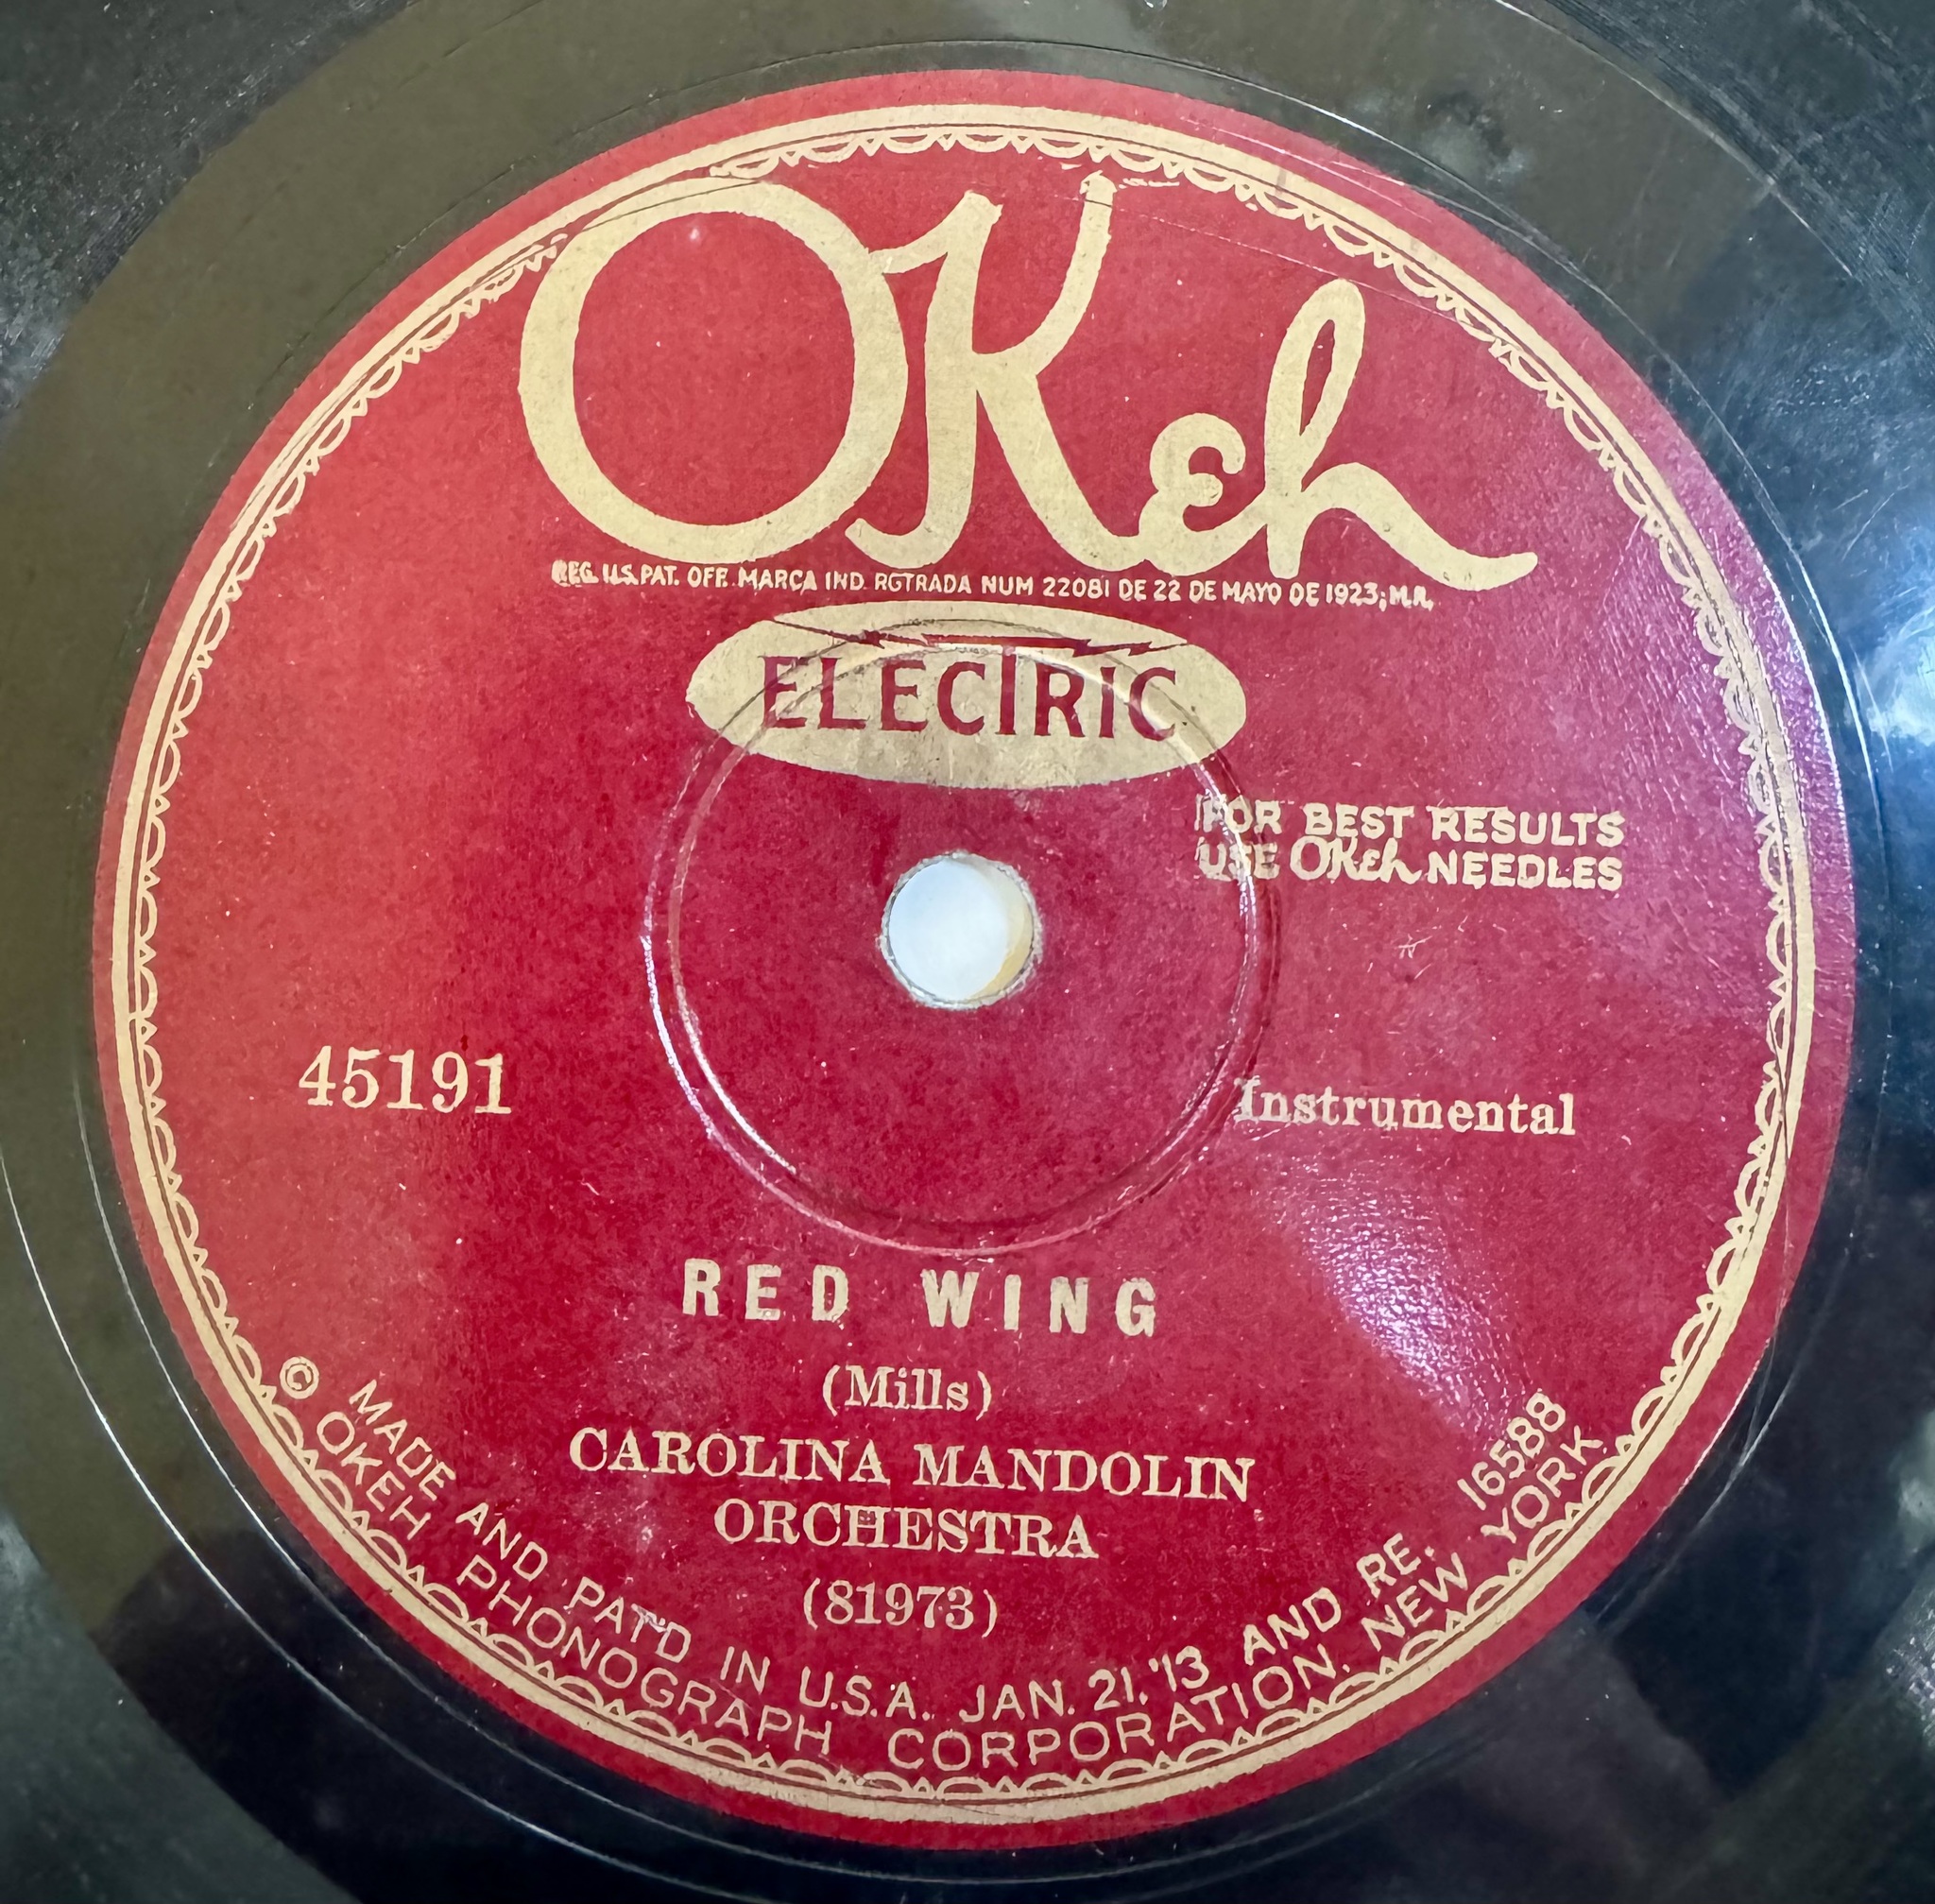 OKeh
REG. U.S. PAT. OFF. MARCA IND. RGTRADA NUM 22081 DE 22 DE MAYO DE 1923; M.R.
ELECTRIC
FOR BEST RESULTS
USE OKeh NEEDLES
45191
Instrumental
RED WING
(Mills)
CAROLINA MANDOLIN
ORCHESTRA
(81973)
MADE AND PAT'D IN U.S.A. JAN. 21. '13 AND RE. 16588
© OKEH PHONOGRAPH CORPORATION. NEW YORK